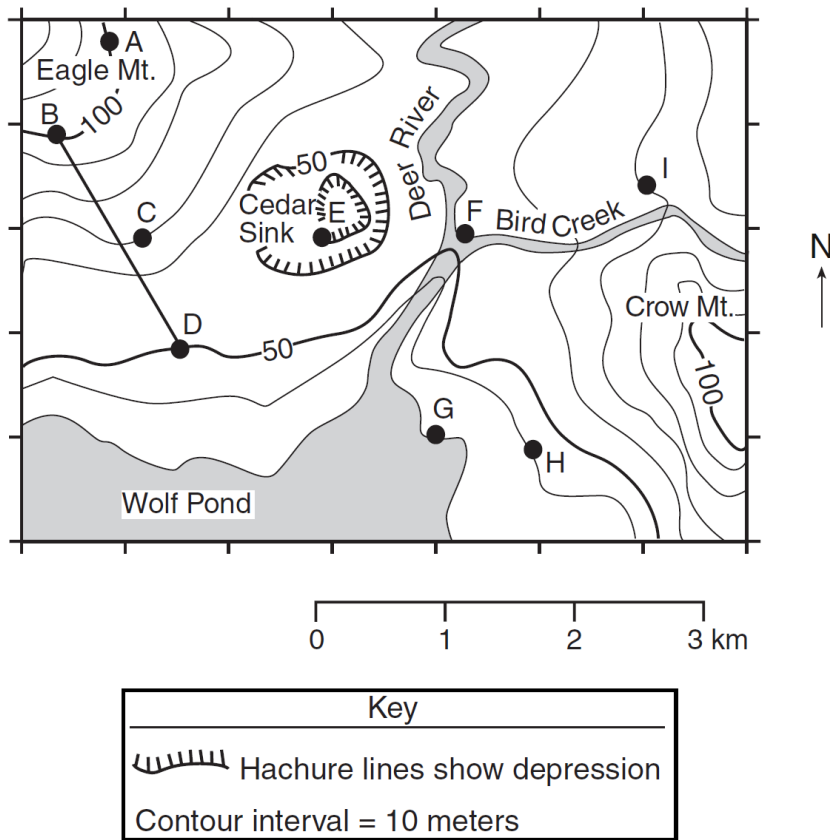 A
Eagle Mt.
B
100
50
Deer River
I
Cedar
Sink
E
C
F
Bird Creek
N
Crow Mt.
D
50
100
G
H
Wolf Pond
0 1 2 3 km
Key
Hachure lines show depression
Contour interval = 10 meters